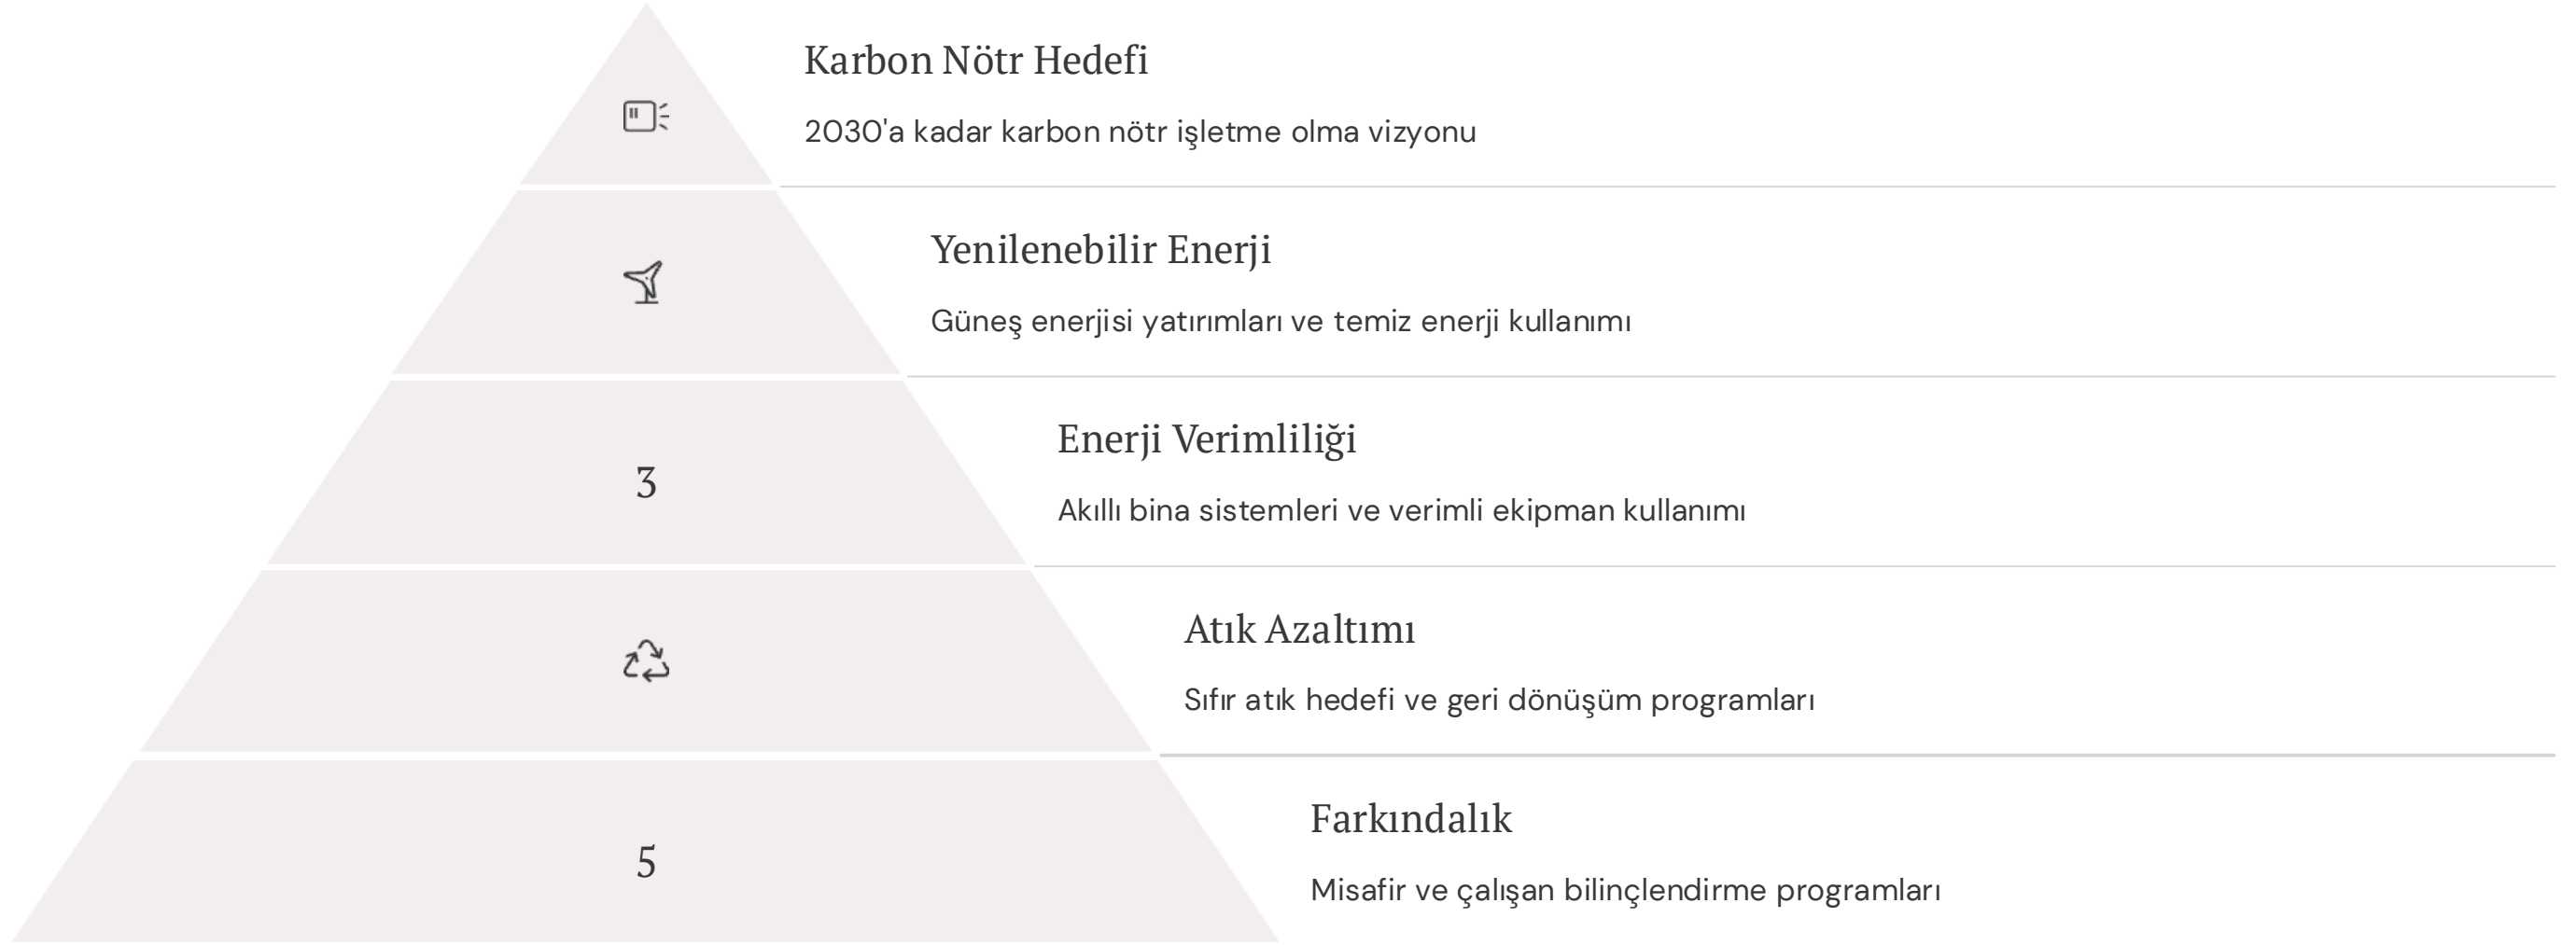 Karbon Nötr Hedefi
2030'a kadar karbon nötr işletme olma vizyonu
Yenilenebilir Enerji
Güneş enerjisi yatırımları ve temiz enerji kullanımı
3
Enerji Verimliliği
Akıllı bina sistemleri ve verimli ekipman kullanımı
Atık Azaltımı
Sıfır atık hedefi ve geri dönüşüm programları
5
Farkındalık
Misafir ve çalışan bilinçlendirme programları